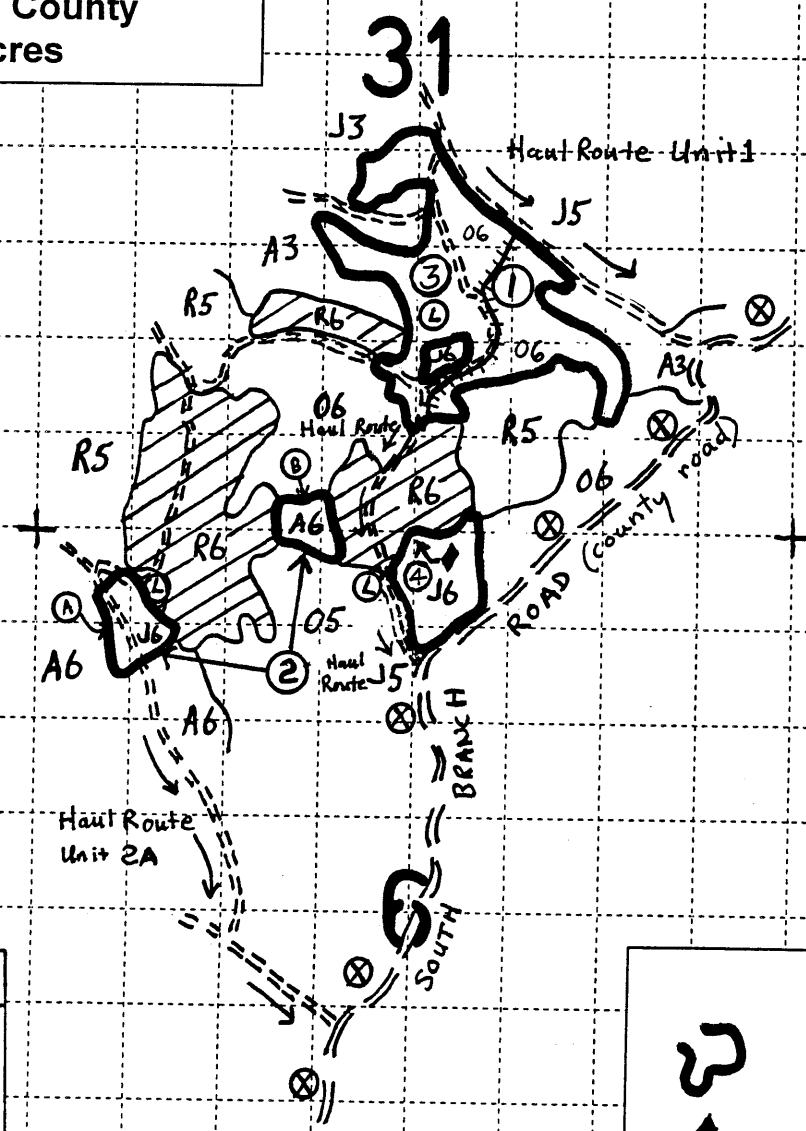 County
cres
31
J3
Haul Route Unit 1
J5
06
A3
3
1
R5
R6
L
J6
06
A3
06
Haul Route
R5
R5
B
R6
06
A6
R6
ROAD (county road)
4
J6
L
L
A
J6
05
A6
2
Haul
Route
J5
A6
BRANCH
Haul Route
Unit 2A
SOUTH